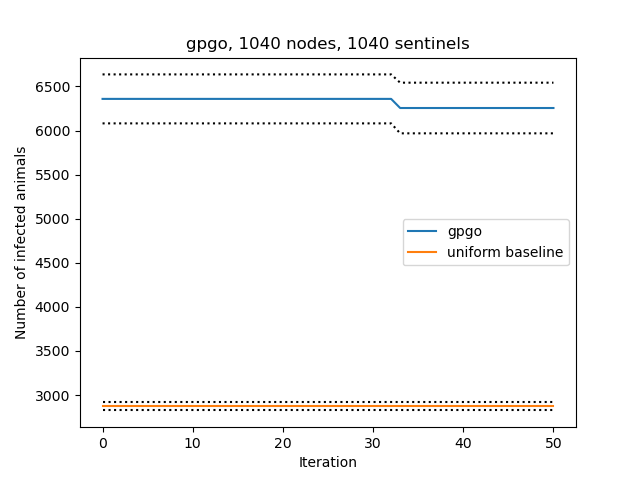 gpgo, 1040 nodes, 1040 sentinels
Number of infected animals
6500
6000
5500
5000
4500
4000
3500
3000
gpgo
uniform baseline
0 10 20 30 40 50
Iteration